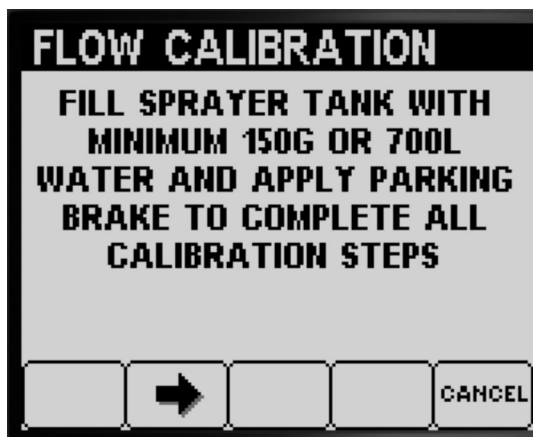 FLOW CALIBRATION
FILL SPRAYER TANK WITH
MINIMUM 150G OR 700L
WATER AND APPLY PARKING
BRAKE TO COMPLETE ALL
CALIBRATION STEPS
CANCEL